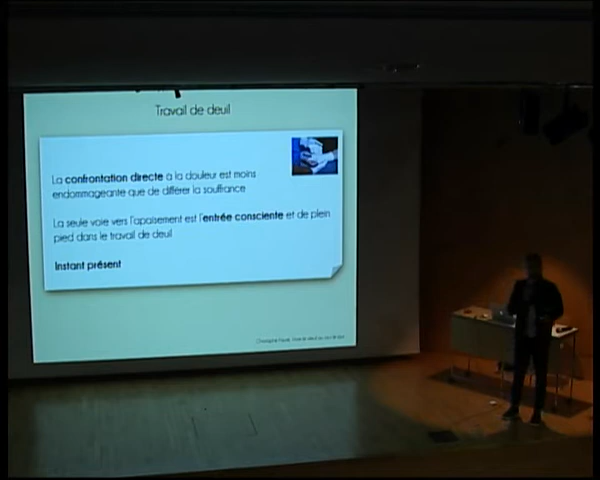 Travail de deuil
La confrontation directe à la douleur est moins
endommageante que de différer la souffrance
La seule voie vers l'apaisement est l'entrée consciente et de plein
pied dans le travail de deuil
Instant présent